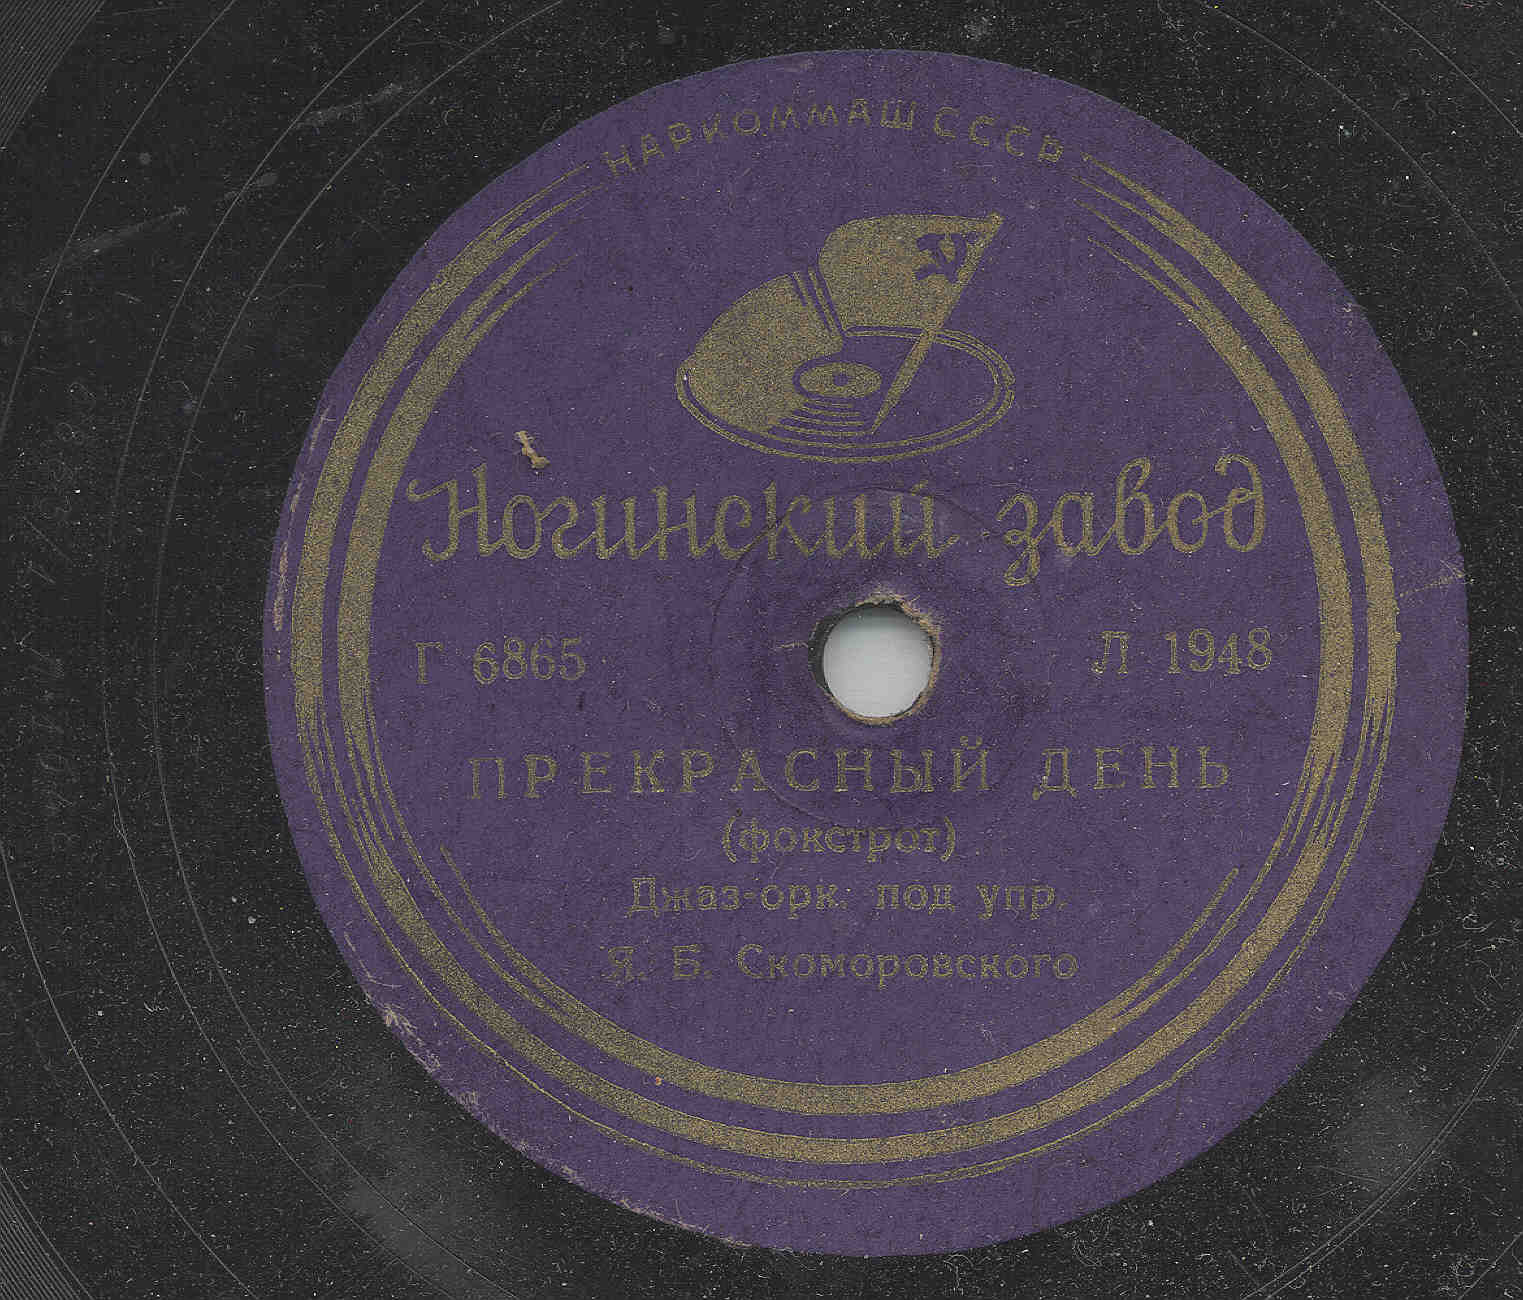 НАРКОММАШ СССР
Ногинский завод
Г 6865 Л 1948
ПРЕКРАСНЫЙ ДЕНЬ
(фокстрот)
Джаз-орк. под упр.
Я. Б. Скоморовского